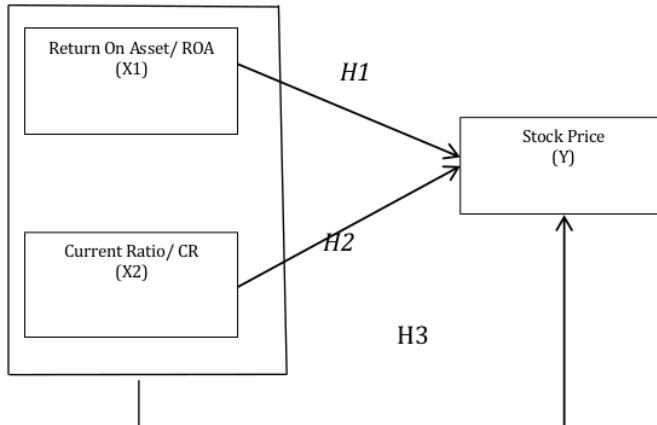 Return On Asset/ ROA
(X1)
H1
Stock Price
(Y)
Current Ratio/ CR
(X2)
H2
H3